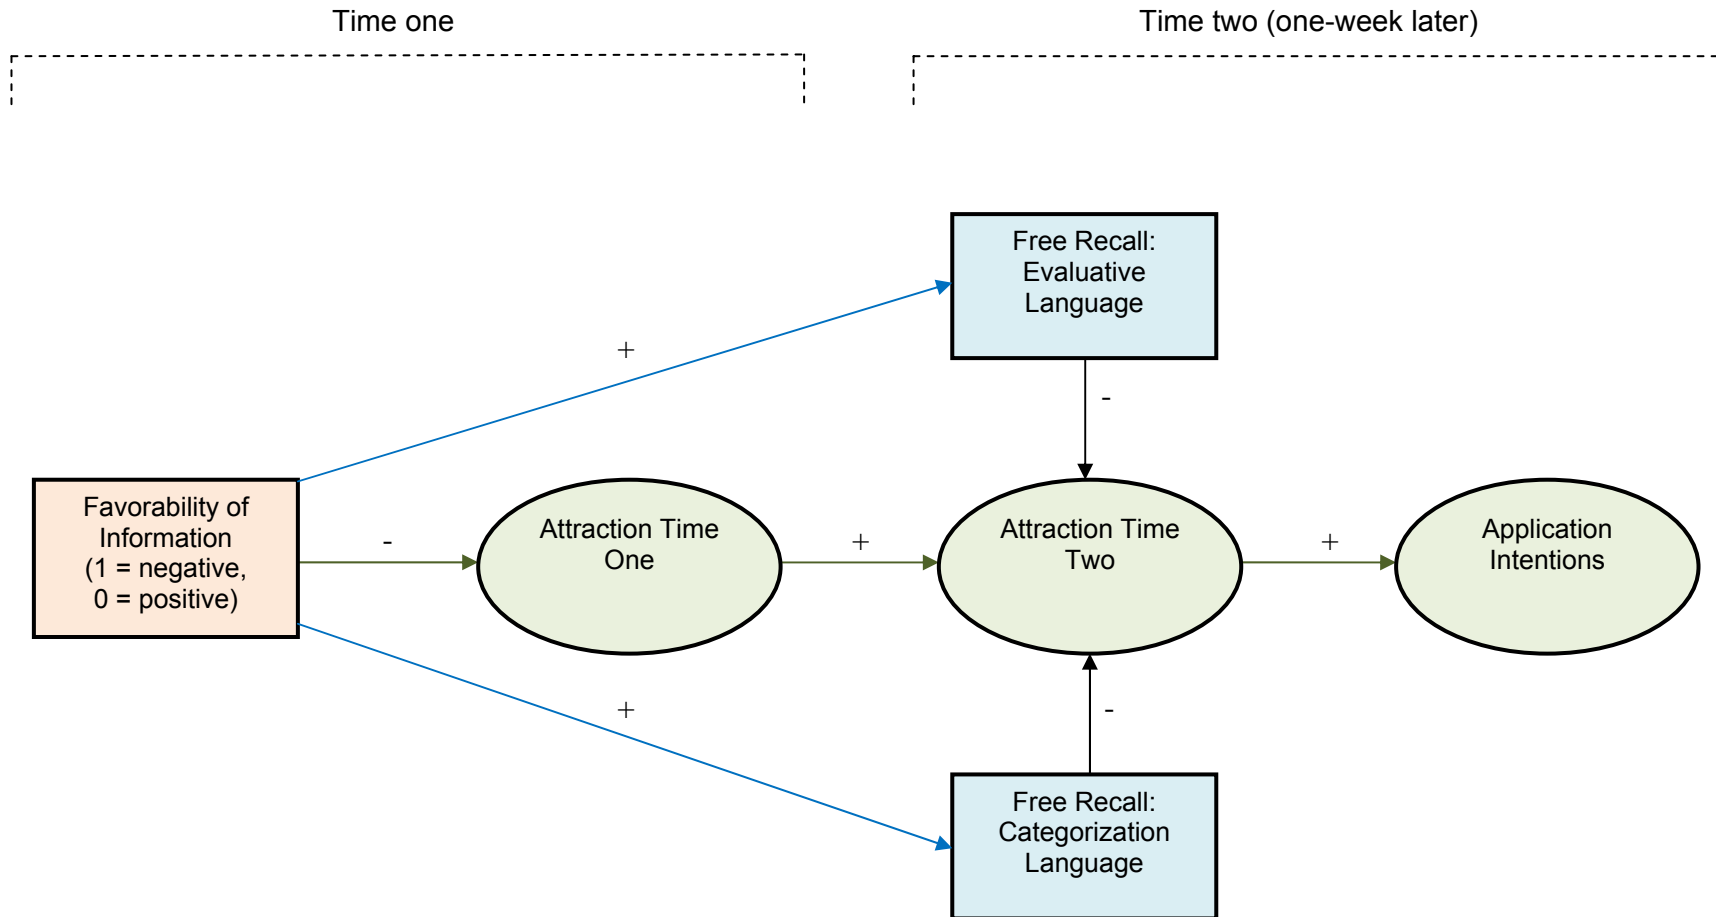 Time one
Time two (one-week later)
Free Recall:
Evaluative
Language
+
-
Favorability of
Information
(1 = negative,
0 = positive)
-
Attraction Time
One
+
Attraction Time
Two
+
Application
Intentions
+
-
Free Recall:
Categorization
Language